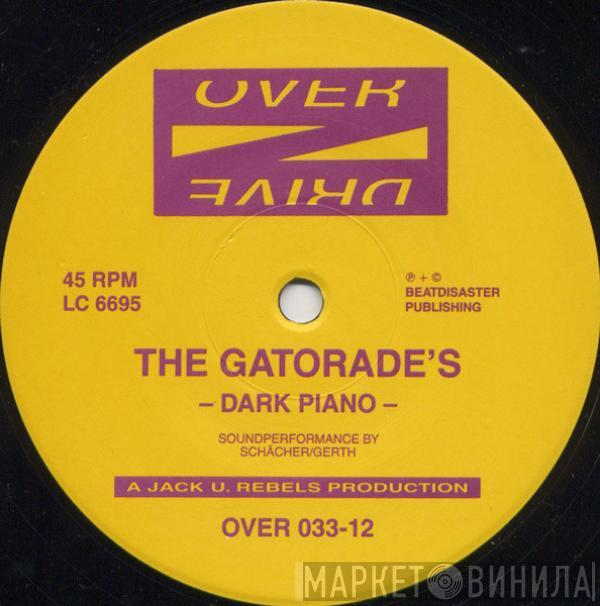 OVER
DRIVE
45 RPM
LC 6695
℗ + ©
BEATDISASTER
PUBLISHING
THE GATORADE'S
– DARK PIANO –
SOUNDPERFORMANCE BY
SCHÄCHER/GERTH
A JACK U. REBELS PRODUCTION
OVER 033-12
МАРКЕТ ВИНИЛА